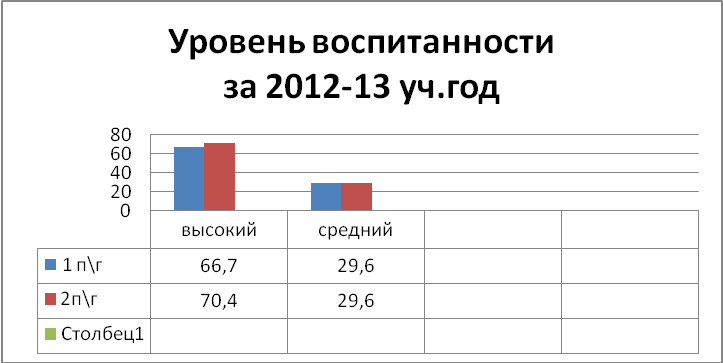 Уровень воспитанности
за 2012-13 уч.год
80
60
40
20
0
высокий средний
1 п\г 66,7 29,6
2п\г 70,4 29,6
Столбец1